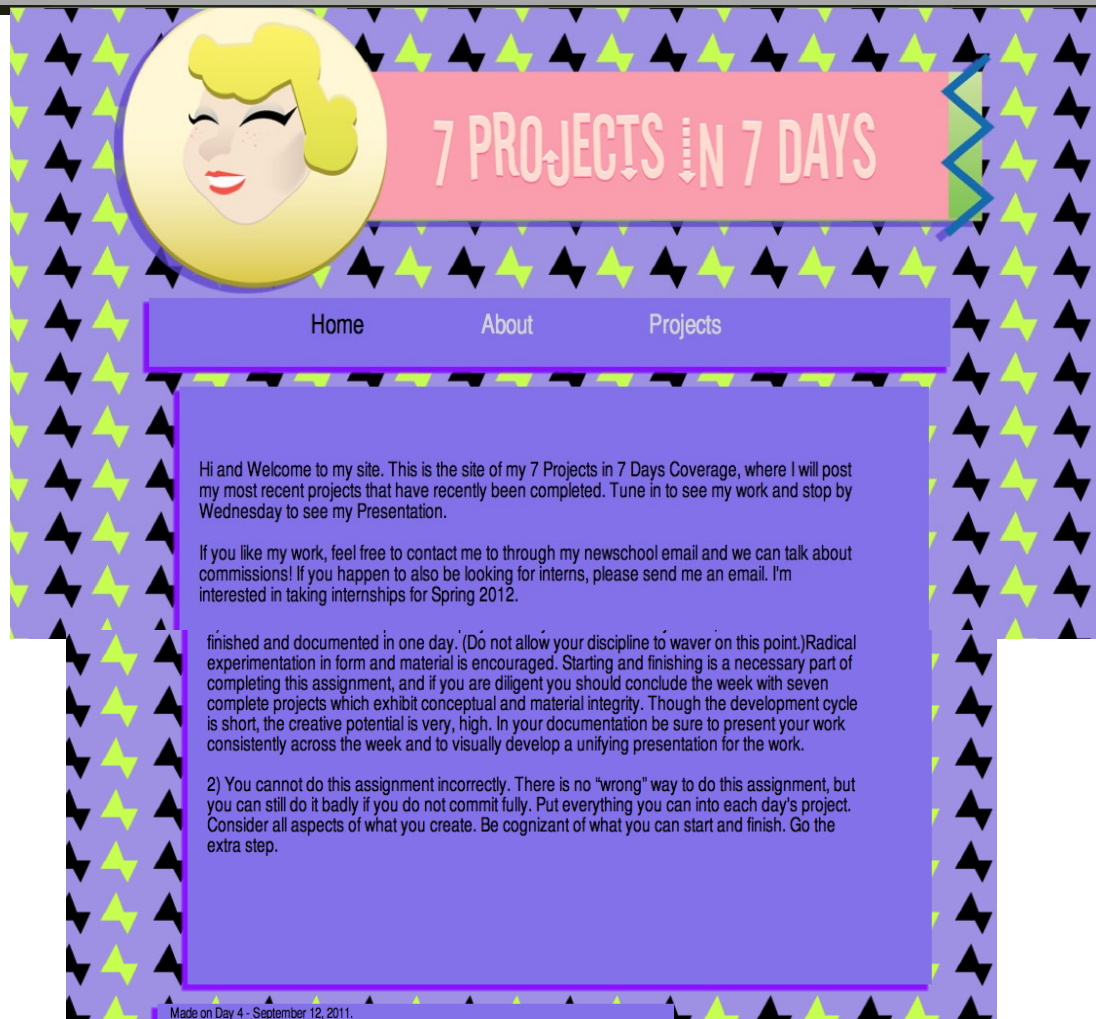 7 PROJECTS IN 7 DAYS
Home About Projects
Hi and Welcome to my site. This is the site of my 7 Projects in 7 Days Coverage, where I will post
my most recent projects that have recently been completed. Tune in to see my work and stop by
Wednesday to see my Presentation.
If you like my work, feel free to contact me to through my newschool email and we can talk about
commissions! If you happen to also be looking for interns, please send me an email. I'm
interested in taking internships for Spring 2012.
finished and documented in one day. (Do not allow your discipline to waver on this point.)Radical
experimentation in form and material is encouraged. Starting and finishing is a necessary part of
completing this assignment, and if you are diligent you should conclude the week with seven
complete projects which exhibit conceptual and material integrity. Though the development cycle
is short, the creative potential is very, high. In your documentation be sure to present your work
consistently across the week and to visually develop a unifying presentation for the work.
2) You cannot do this assignment incorrectly. There is no “wrong” way to do this assignment, but
you can still do it badly if you do not commit fully. Put everything you can into each day's project.
Consider all aspects of what you create. Be cognizant of what you can start and finish. Go the
extra step.
Made on Day 4 - September 12, 2011.